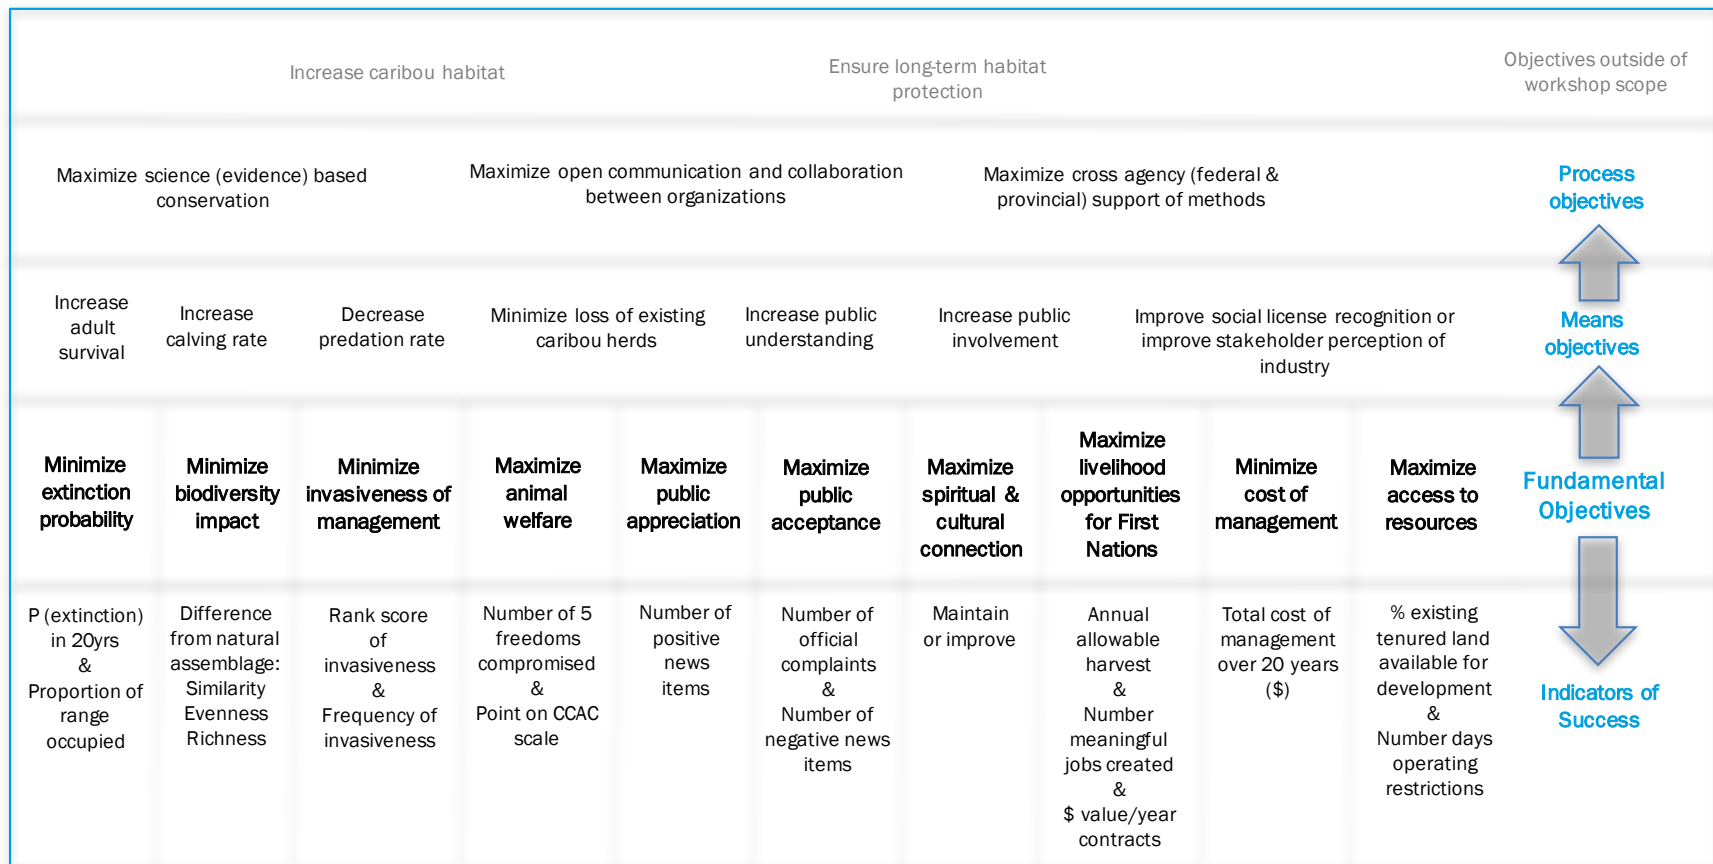 Increase caribou habitat
Ensure long-term habitat
protection
Objectives outside of
workshop scope
Maximize science (evidence) based
conservation
Maximize open communication and collaboration
between organizations
Maximize cross agency (federal &
provincial) support of methods
Process
objectives
Increase
adult
survival
Increase
calving rate
Decrease
predation rate
Minimize loss of existing
caribou herds
Increase public
understanding
Increase public
involvement
Improve social license recognition or
improve stakeholder perception of
industry
Means
objectives
Minimize
extinction
probability
Minimize
biodiversity
impact
Minimize
invasiveness of
management
Maximize
animal
welfare
Maximize
public
appreciation
Maximize
public
acceptance
Maximize
spiritual &
cultural
connection
Maximize
livelihood
opportunities
for First
Nations
Minimize
cost of
management
Maximize
access to
resources
Fundamental
Objectives
P (extinction)
in 20yrs
&
Proportion of
range
occupied
Difference
from natural
assemblage:
Similarity
Evenness
Richness
Rank score
of
invasiveness
&
Frequency of
invasiveness
Number of 5
freedoms
compromised
&
Point on CCAC
scale
Number of
positive
news
items
Number of
official
complaints
&
Number of
negative news
items
Maintain
or improve
Annual
allowable
harvest
&
Number
meaningful
jobs created
&
$ value/year
contracts
Total cost of
management
over 20 years
($)
% existing
tenured land
available for
development
&
Number days
operating
restrictions
Indicators of
Success